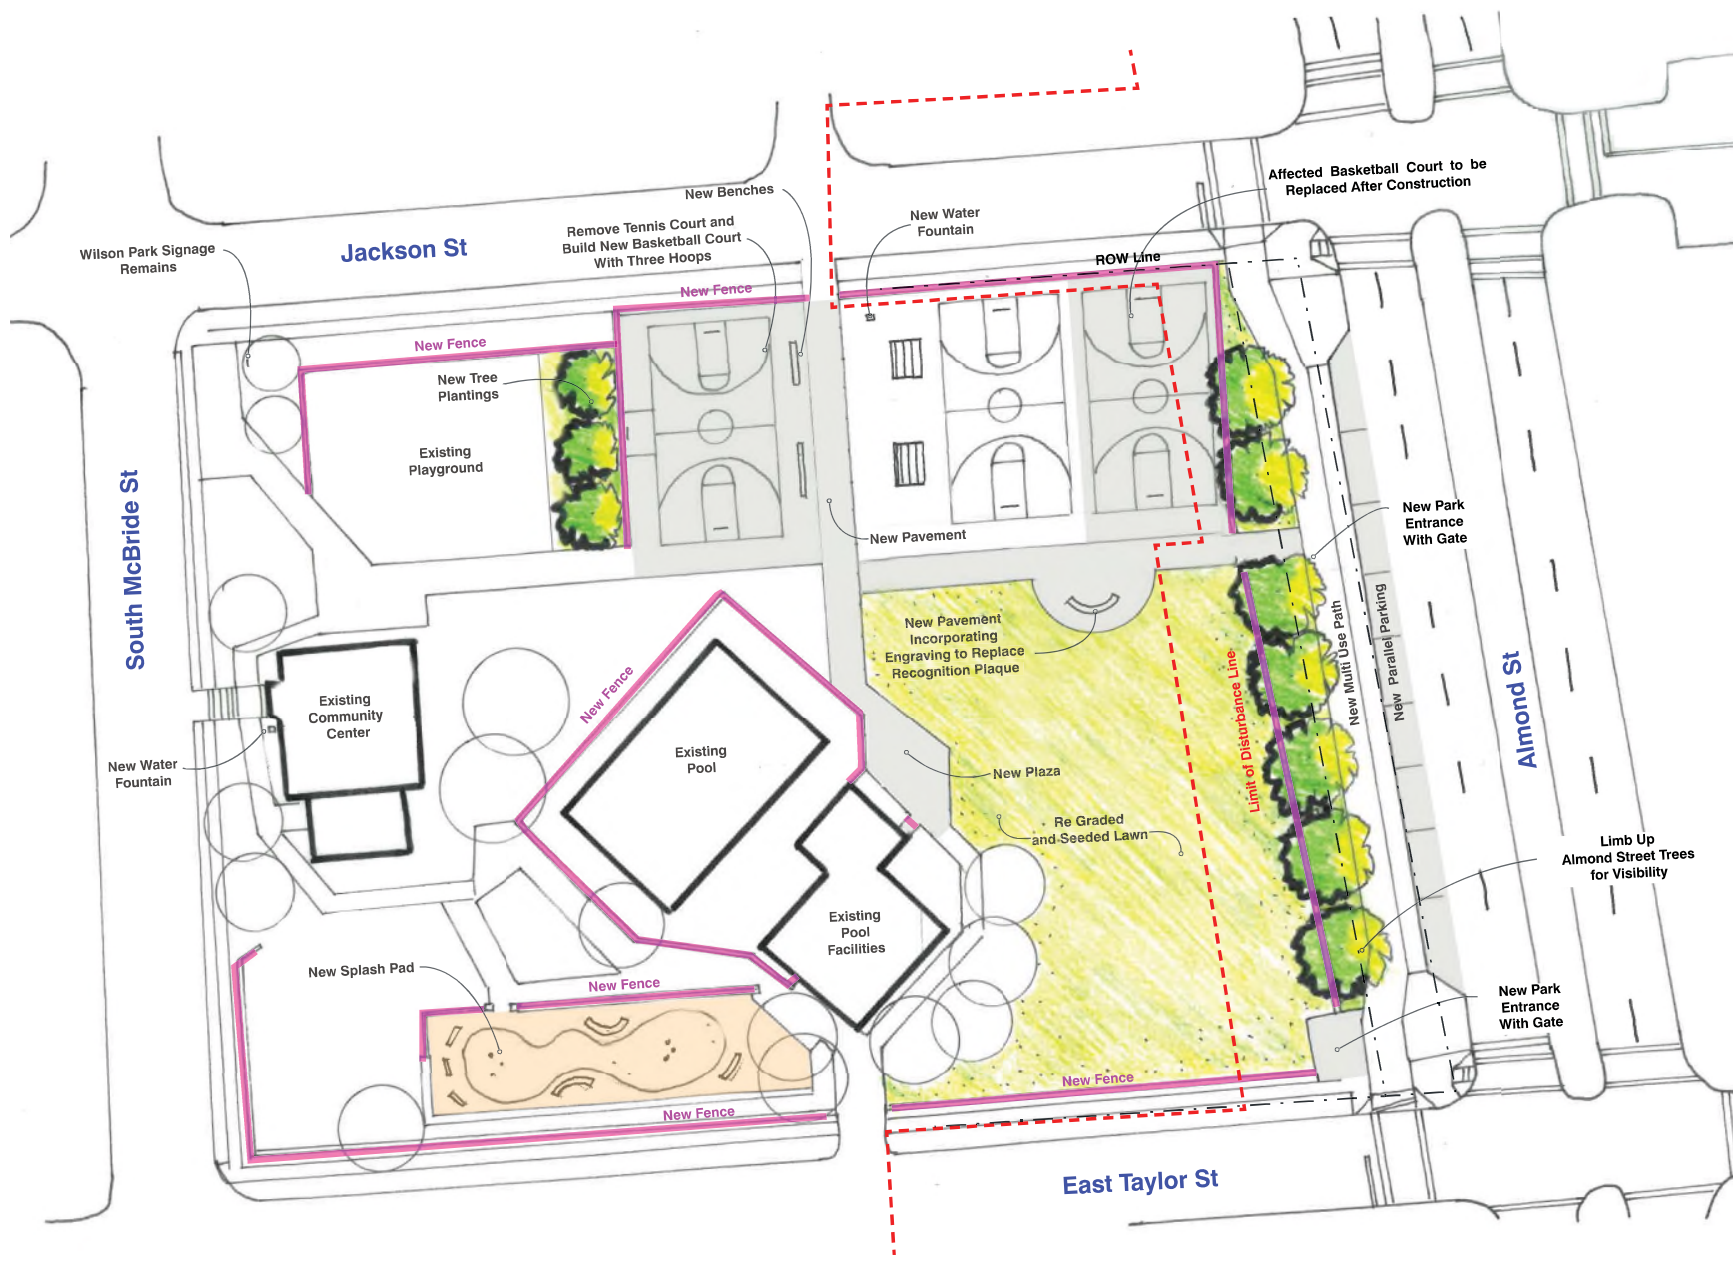 Affected Basketball Court to be
Replaced After Construction
New Benches
New Water
Fountain
Remove Tennis Court and
Build New Basketball Court
With Three Hoops
Wilson Park Signage
Remains
Jackson St
ROW Line
New Fence
New Fence
New Tree
Plantings
Existing
Playground
New Park
Entrance
With Gate
New Pavement
South McBride St
New Pavement
Incorporating
Engraving to Replace
Recognition Plaque
New Multi Use Path
New Parallel Parking
Limit of Disturbance Line
Almond St
New Fence
Existing
Community
Center
Existing
Pool
New Water
Fountain
New Plaza
Re Graded
and Seeded Lawn
Limb Up
Almond Street Trees
for Visibility
Existing
Pool
Facilities
New Splash Pad
New Fence
New Park
Entrance
With Gate
New Fence
New Fence
East Taylor St